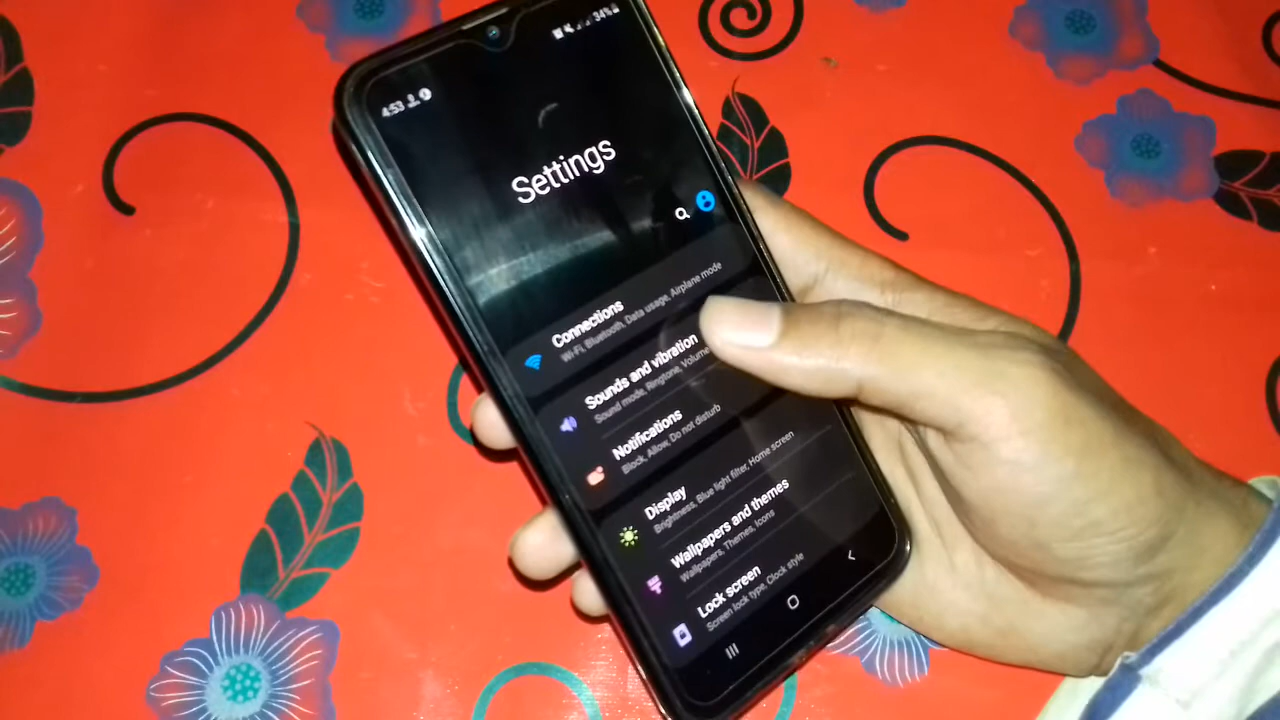 4:53
34%
Settings
Connections
Wi-Fi, Bluetooth, Data usage, Airplane mode
Sounds and vibration
Sound mode, Ringtone, Volume
Notifications
Block, Allow, Do not disturb
Display
Brightness, Blue light filter, Home screen
Wallpapers and themes
Wallpapers, Themes, Icons
Lock screen
Screen lock type, Clock style